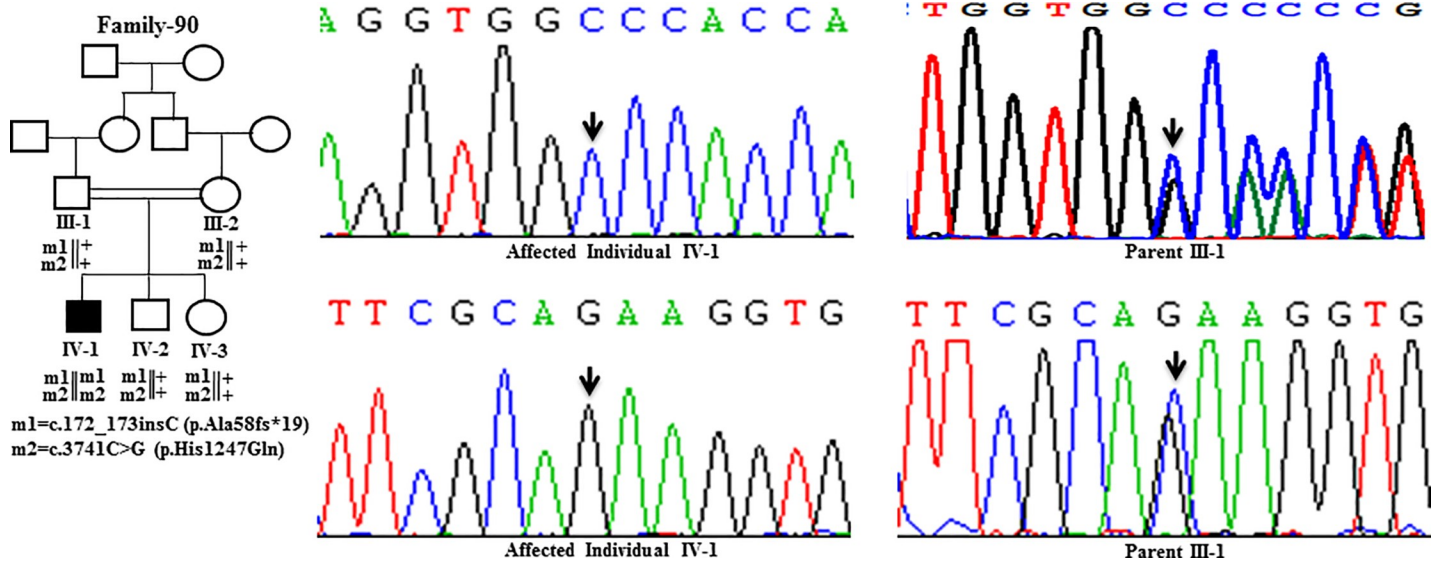 Family-90
III-1 III-2
m1||+ m1||+
m2||+ m2||+
IV-1 IV-2 IV-3
m1||m1 m1||+ m1||+
m2||m2 m2||+ m2||+
m1=c.172_173insC (p.Ala58fs*19)
m2=c.3741C>G (p.His1247Gln)
A G G T G G C C C A C C A
Affected Individual IV-1
T G G T G G C C C C C C G
Parent III-1
T T C G C A G A A G G T G
Affected Individual IV-1
T T C G C A G A A G G T G
Parent III-1